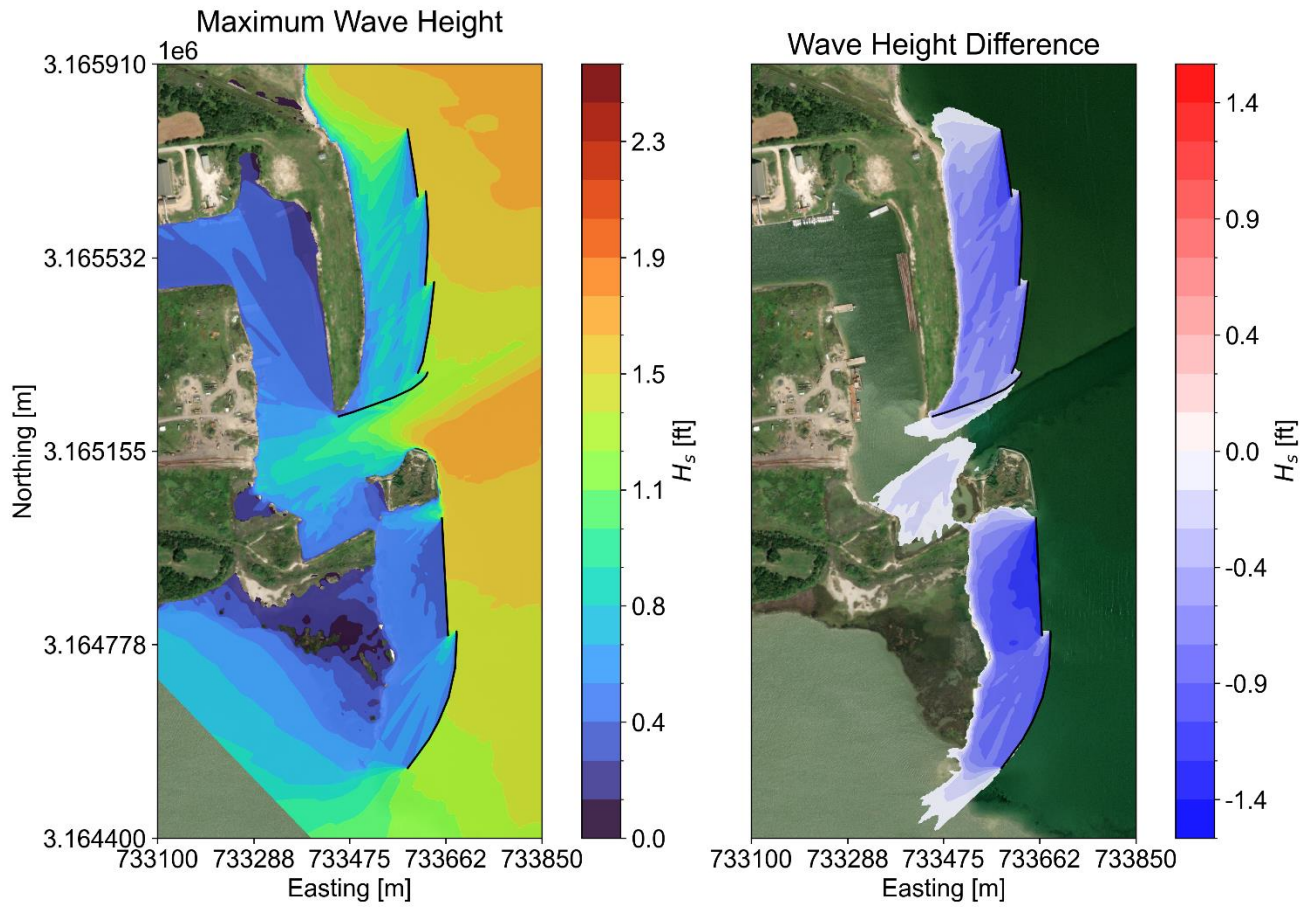 Maximum Wave Height
1e6
3.165910
3.165532
3.165155
3.164778
3.164400
Northing [m]
733100 733288 733475 733662 733850
Easting [m]
2.3
1.9
1.5
1.1
0.8
0.4
0.0
Hs [ft]
Wave Height Difference
733100 733288 733475 733662 733850
Easting [m]
1.4
0.9
0.4
0.0
-0.4
-0.9
-1.4
Hs [ft]